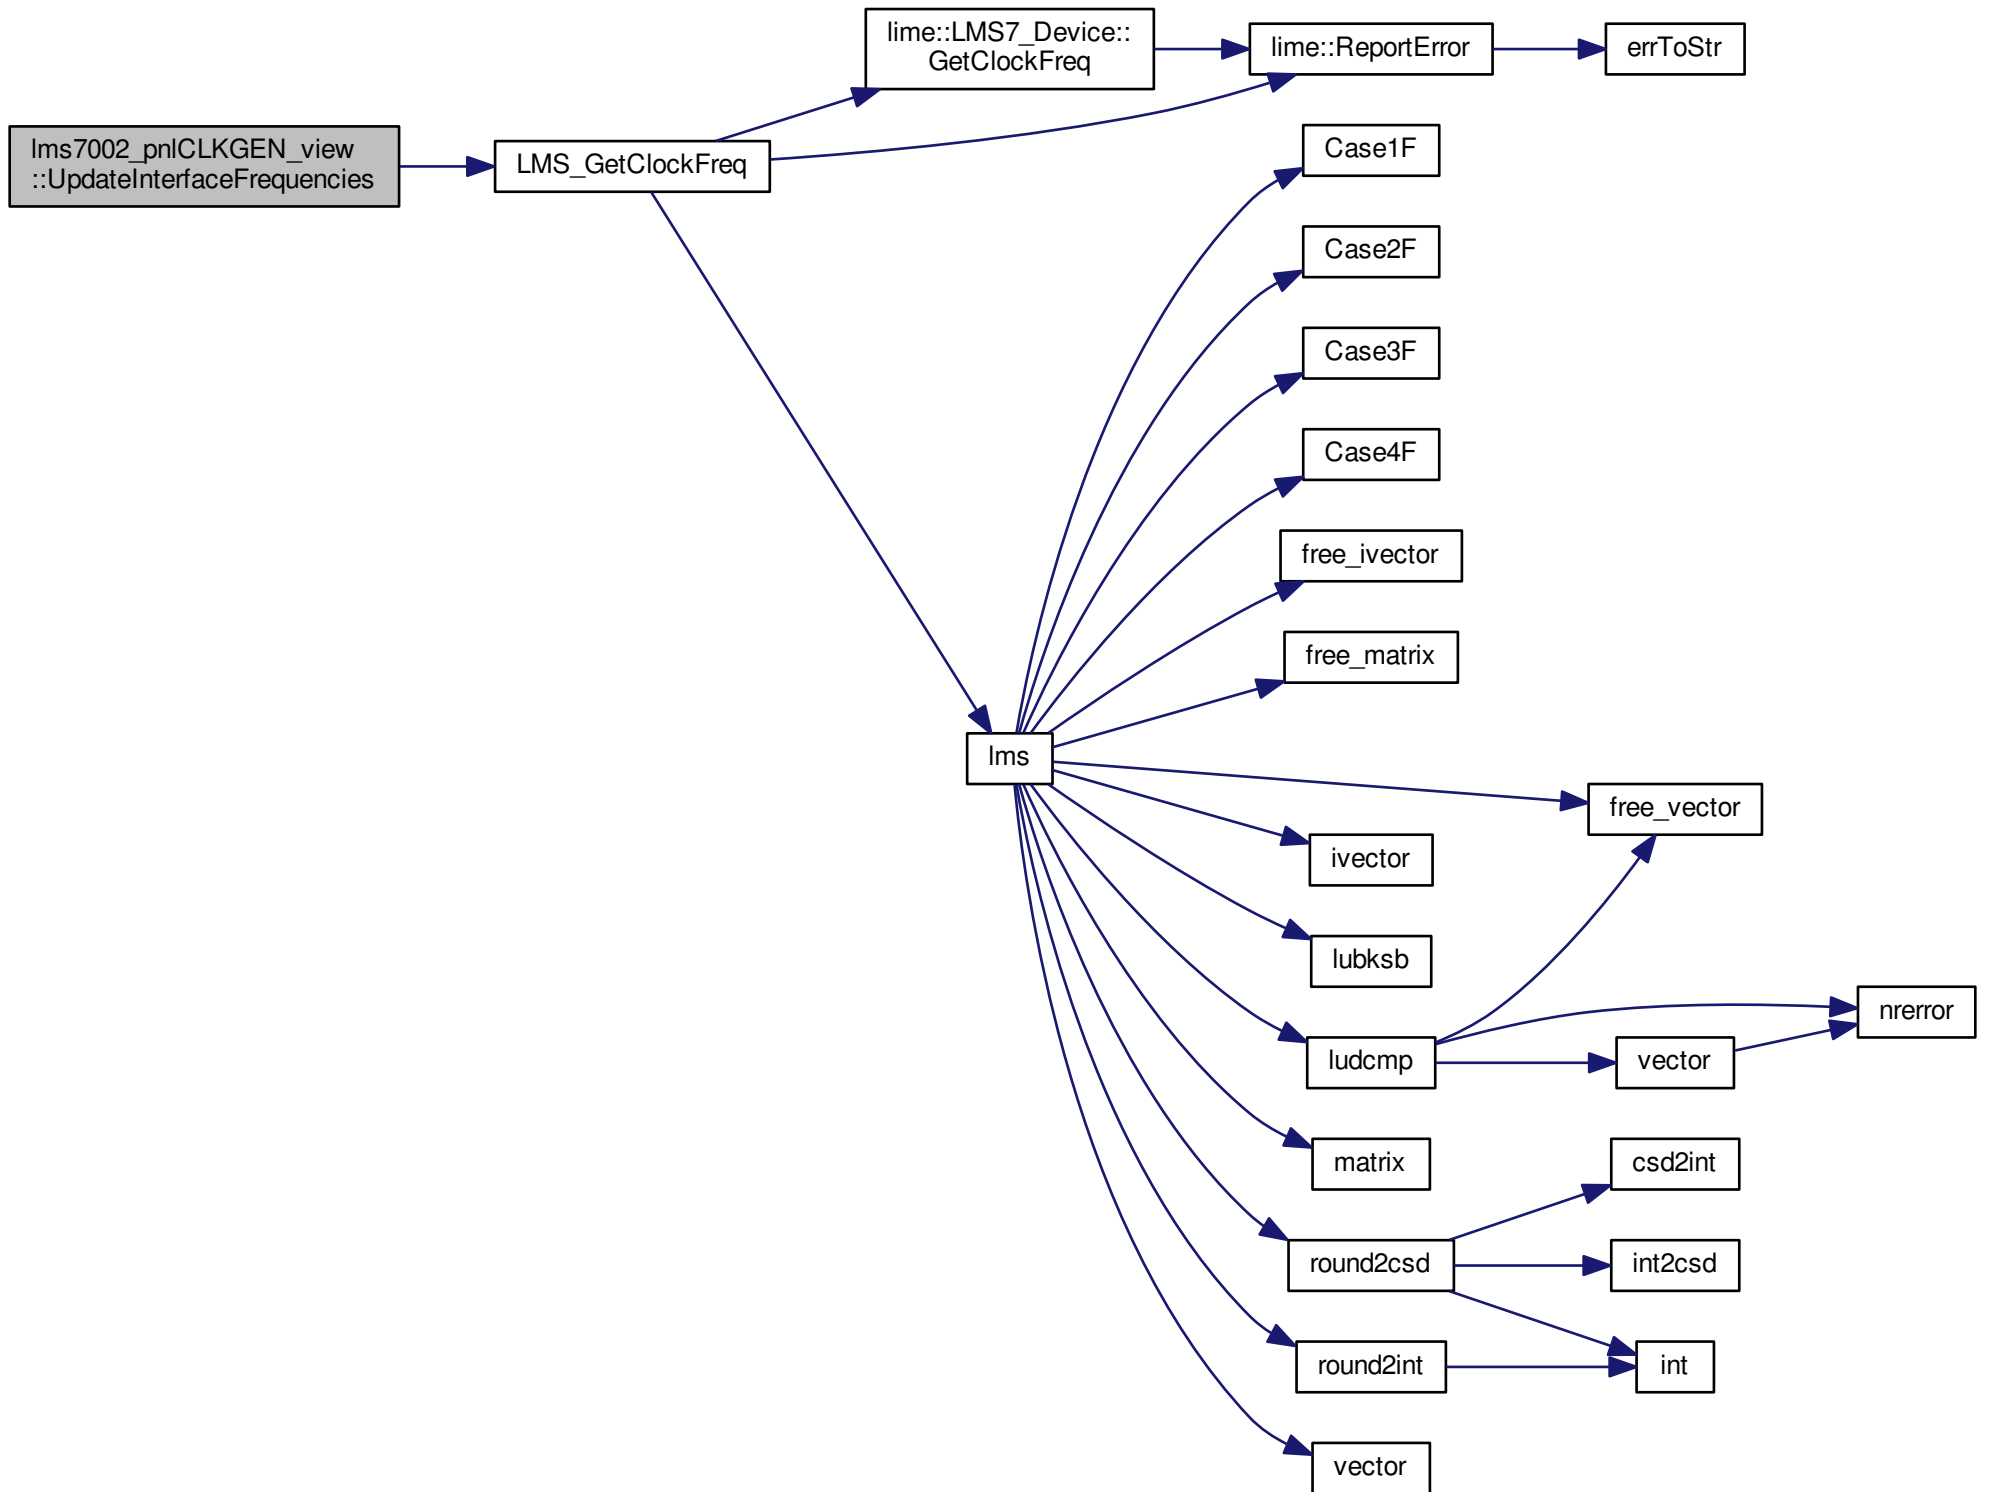 lime::LMS7_Device::
GetClockFreq
lime::ReportError
errToStr
lms7002_pnlCLKGEN_view
::UpdateInterfaceFrequencies
LMS_GetClockFreq
Case1F
Case2F
Case3F
Case4F
free_ivector
free_matrix
lms
free_vector
ivector
lubksb
nrerror
ludcmp
vector
matrix
csd2int
round2csd
int2csd
round2int
int
vector